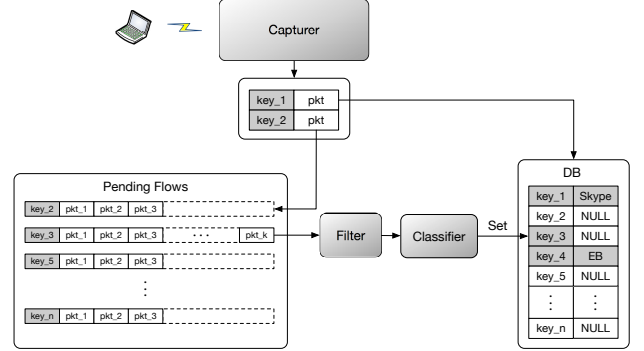 Capturer
key_1 pkt
key_2 pkt
Pending Flows
key_2 pkt_1 pkt_2 pkt_3
key_3 pkt_1 pkt_2 pkt_3 · · · pkt_k
key_5 pkt_1 pkt_2 pkt_3
key_n pkt_1 pkt_2 pkt_3
Filter
Classifier
Set
DB
key_1 Skype
key_2 NULL
key_3 NULL
key_4 EB
key_5 NULL
key_n NULL